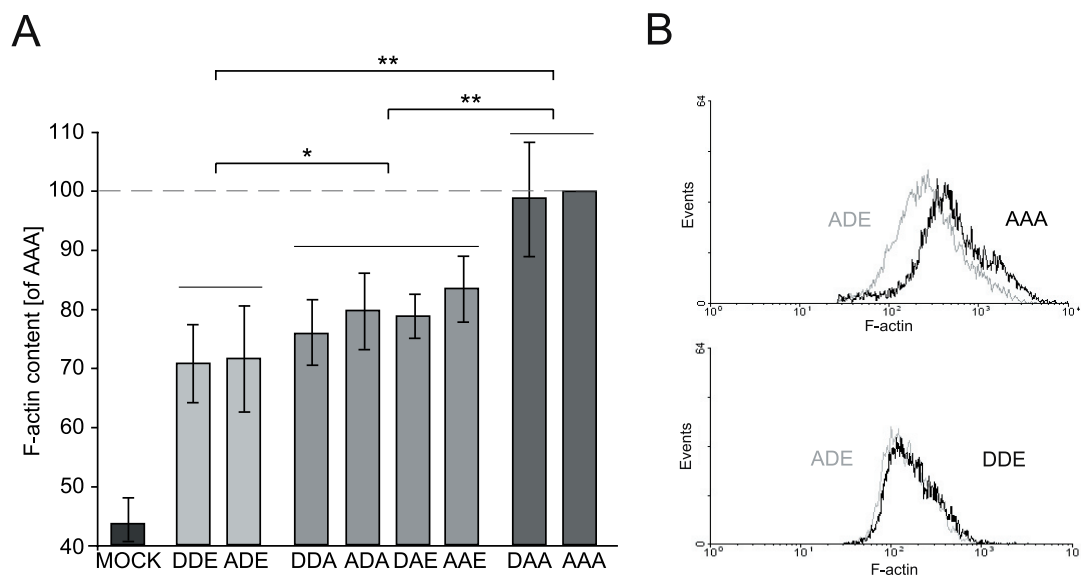 A
B
**
**
*
F-actin content [of AAA]
110
100
90
80
70
60
50
40
MOCK DDE ADE DDA ADA DAE AAE DAA AAA
64
Events
0
ADE
AAA
10⁰ 10¹ 10² 10³ 10⁴
F-actin
64
Events
0
ADE
DDE
10⁰ 10¹ 10² 10³ 10
F-actin